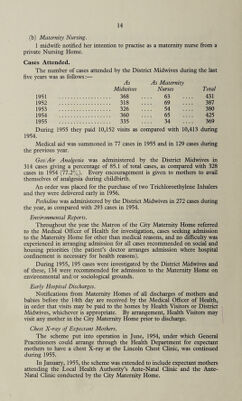 14
(b) Maternity Nursing.
1 midwife notified her intention to practise as a maternity nurse from a
private Nursing Home.
Cases Attended.
The number of cases attended by the District Midwives during the last
five years was as follows:—
As As Maternity
Midwives Nurses Total
1951 .... .... .... 368 .... 63 .... 431
1952 .... .... .... 318 .... 69 .... 387
1953 .... .... .... 326 .... 54 .... 380
1954 .... .... .... 360 .... 65 .... 425
1955 .... .... .... 335 .... 34 .... 369
During 1955 they paid 10,152 visits as compared with 10,413 during
1954.
Medical aid was summoned in 77 cases in 1955 and in 129 cases during
the previous year.
Gas/Air Analgesia was administered by the District Midwives in
314 cases giving a percentage of 85.1 of total cases, as compared with 328
cases in 1954 (77.2%). Every encouragement is given to mothers to avail
themselves of analgesia during childbirth.
An order was placed for the purchase of two Trichloroethylene Inhalers
and they were delivered early in 1956.
Pethidine was administered by the District Midwives in 272 cases during
the year, as compared with 293 cases in 1954.
Environmental Reports.
Throughout the year the Matron of the City Maternity Home referred
to the Medical Officer of Health for investigation, cases seeking admission
to the Maternity Home for other than medical reasons, and no difficulty was
experienced in arranging admission for all cases recommended on social and
housing priorities (the patient's doctor arranges admission where hospital
confinement is necessary for health reasons).
During 1955, 195 cases were investigated by the District Midwives and
of these, 134 were recommended for admission to the Maternity Home on
environmental and or sociological grounds.
Early Hospital Discharges.
Notifications from Maternity Homes of all discharges of mothers and
babies before the 14th day are received by the Medical Officer of Health,
in order that visits may be paid to the homes by Health Visitors or District
Midwives, whichever is appropriate. By arrangement, Health Visitors may
visit any mother in the City Maternity Home prior to discharge.
Chest X-ray of Expectant Mothers.
The scheme put into operation in June, 1954, under which General
Practitioners could arrange through the Health Department for expectant
mothers to have a chest X-ray at the Lincoln Chest Clinic, was continued
during 1955.
In January, 1955, the scheme was extended to include expectant mothers
attending the Local Health Authority's Ante-Natal Clinic and the Ante-
Natal Clinic conducted by the City Maternity Home.